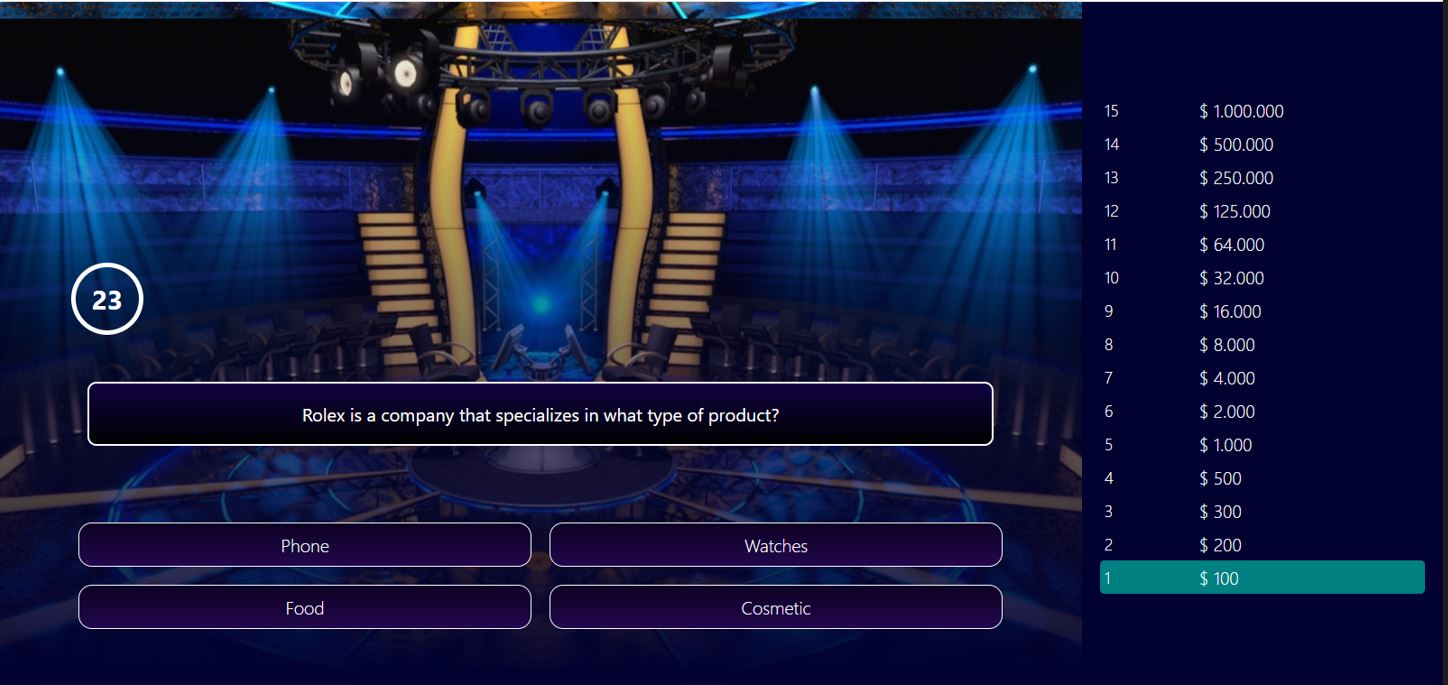 23
Rolex is a company that specializes in what type of product?
Phone
Watches
Food
Cosmetic
15 $ 1.000.000
14 $ 500.000
13 $ 250.000
12 $ 125.000
11 $ 64.000
10 $ 32.000
9 $ 16.000
8 $ 8.000
7 $ 4.000
6 $ 2.000
5 $ 1.000
4 $ 500
3 $ 300
2 $ 200
1 $ 100